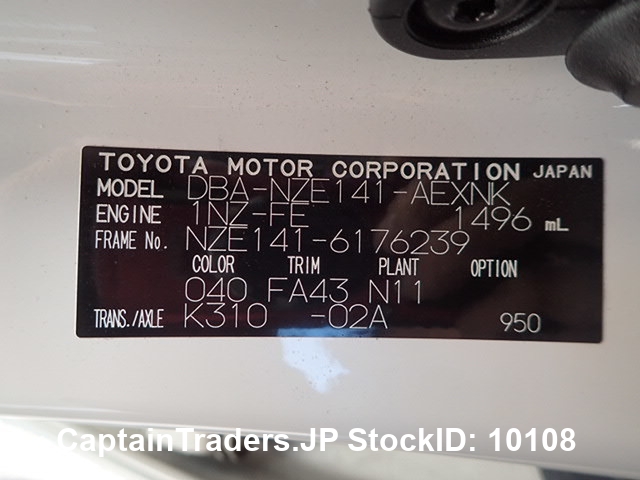 TOYOTA MOTOR CORPORATION JAPAN
MODEL DBA-NZE141-AEXNK
ENGINE 1NZ-FE 1496 mL
FRAME No. NZE141-6176239
COLOR TRIM PLANT OPTION
040 FA43 N11
TRANS./AXLE K310 -02A 950
CaptainTraders.JP StockID: 10108